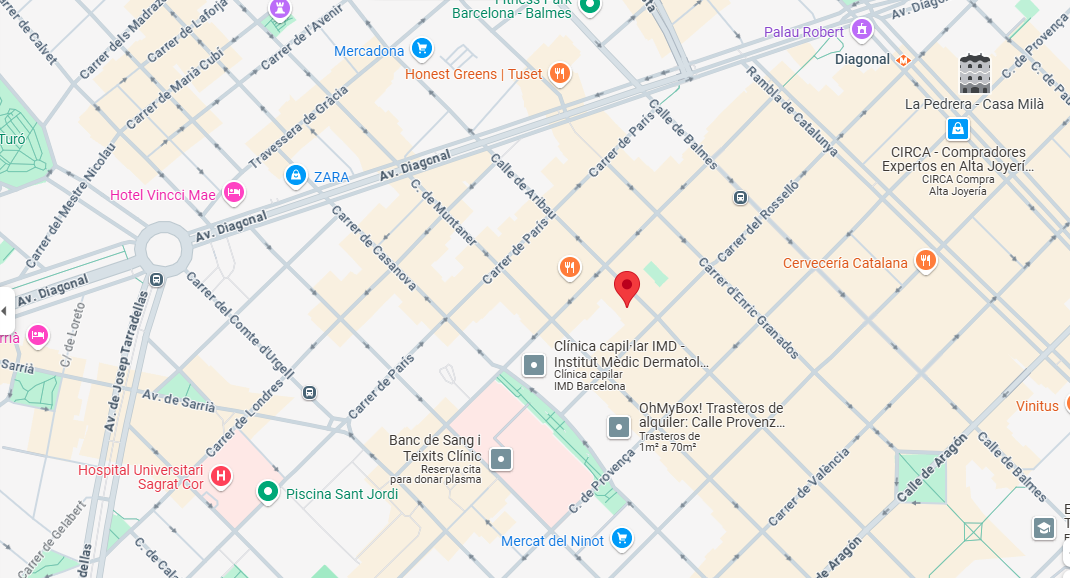 Fitness Park
Barcelona - Balmes
Av. Diagonal
Carrer de Calvet
Carrer dels Madrazo
Carrer de Laforja
Carrer de l'Avenir
Carrer de Marià Cubí
Travessera de Gràcia
Mercadona
Honest Greens | Tuset
Palau Robert
Diagonal
C. de Provença
La Pedrera - Casa Milà
CIRCA - Compradores
Expertos en Alta Joyerí...
CIRCA Compra
Alta Joyería
Rambla de Catalunya
Calle de Balmes
Carrer de París
Av. Diagonal
Turó
ZARA
Hotel Vincci Mae
Carrer del Mestre Nicolau
Av. Diagonal
Calle de Aribau
C. de Muntaner
Carrer de Casanova
Carrer de París
Carrer del Rosselló
Carrer d'Enric Granados
Cervecería Catalana
Av. Diagonal
C/ de Loreto
Av. de Josep Tarradellas
Carrer del Comte d'Urgell
Av. de Sarrià
Carrer de Londres
Carrer de París
Clínica capil·lar IMD -
Institut Mèdic Dermatol...
Clínica capilar
IMD Barcelona
OhMyBox! Trasteros de
alquiler: Calle Provenz...
Trasteros de
1m² a 70m²
Vinitus
Banc de Sang i
Teixits Clínic
Reserva cita
para donar plasma
Hospital Universitari
Sagrat Cor
Piscina Sant Jordi
C. de Provença
Carrer de València
Calle de Aragón
Calle de Balmes
Mercat del Ninot
Carrer de Gelabert
C. de Cala
de Aragón